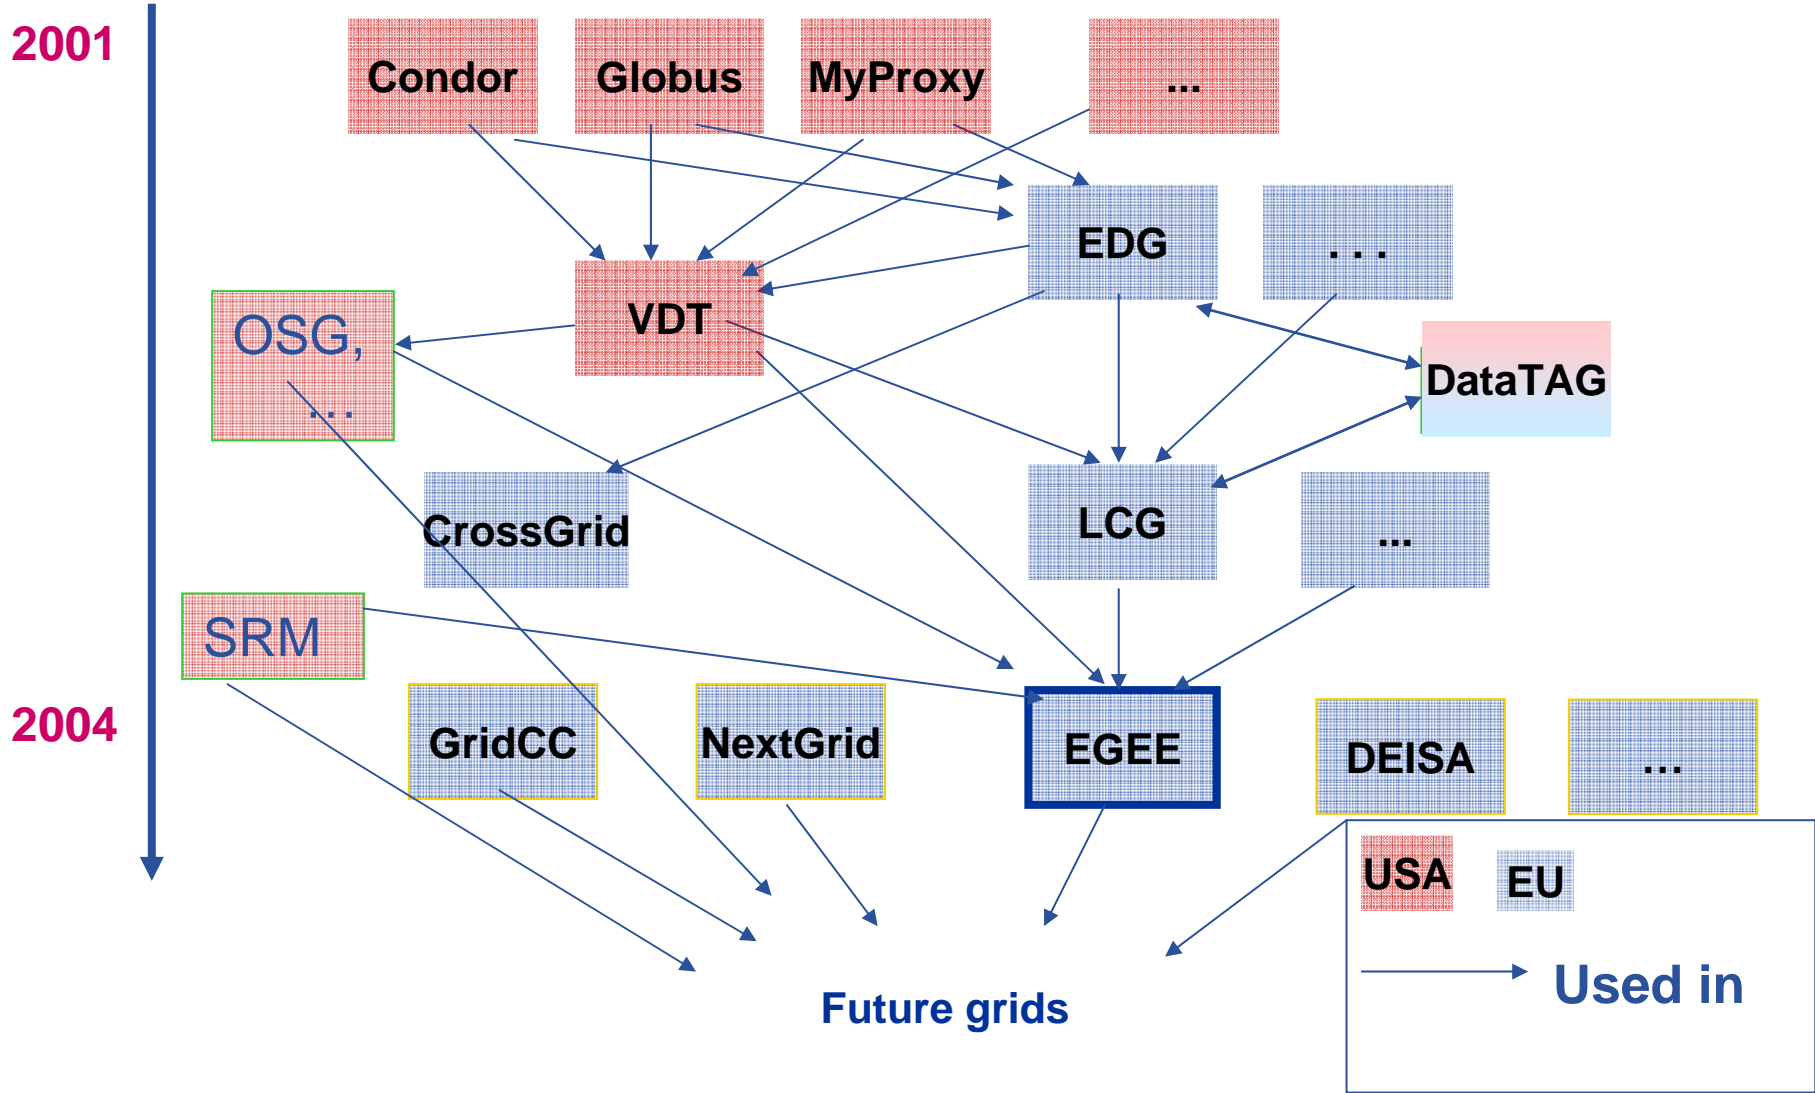 2001
Condor
Globus
MyProxy
...
EDG
. . .
VDT
OSG,
...
DataTAG
CrossGrid
LCG
...
SRM
2004
GridCC
NextGrid
EGEE
DEISA
...
USA
EU
Used in
Future grids